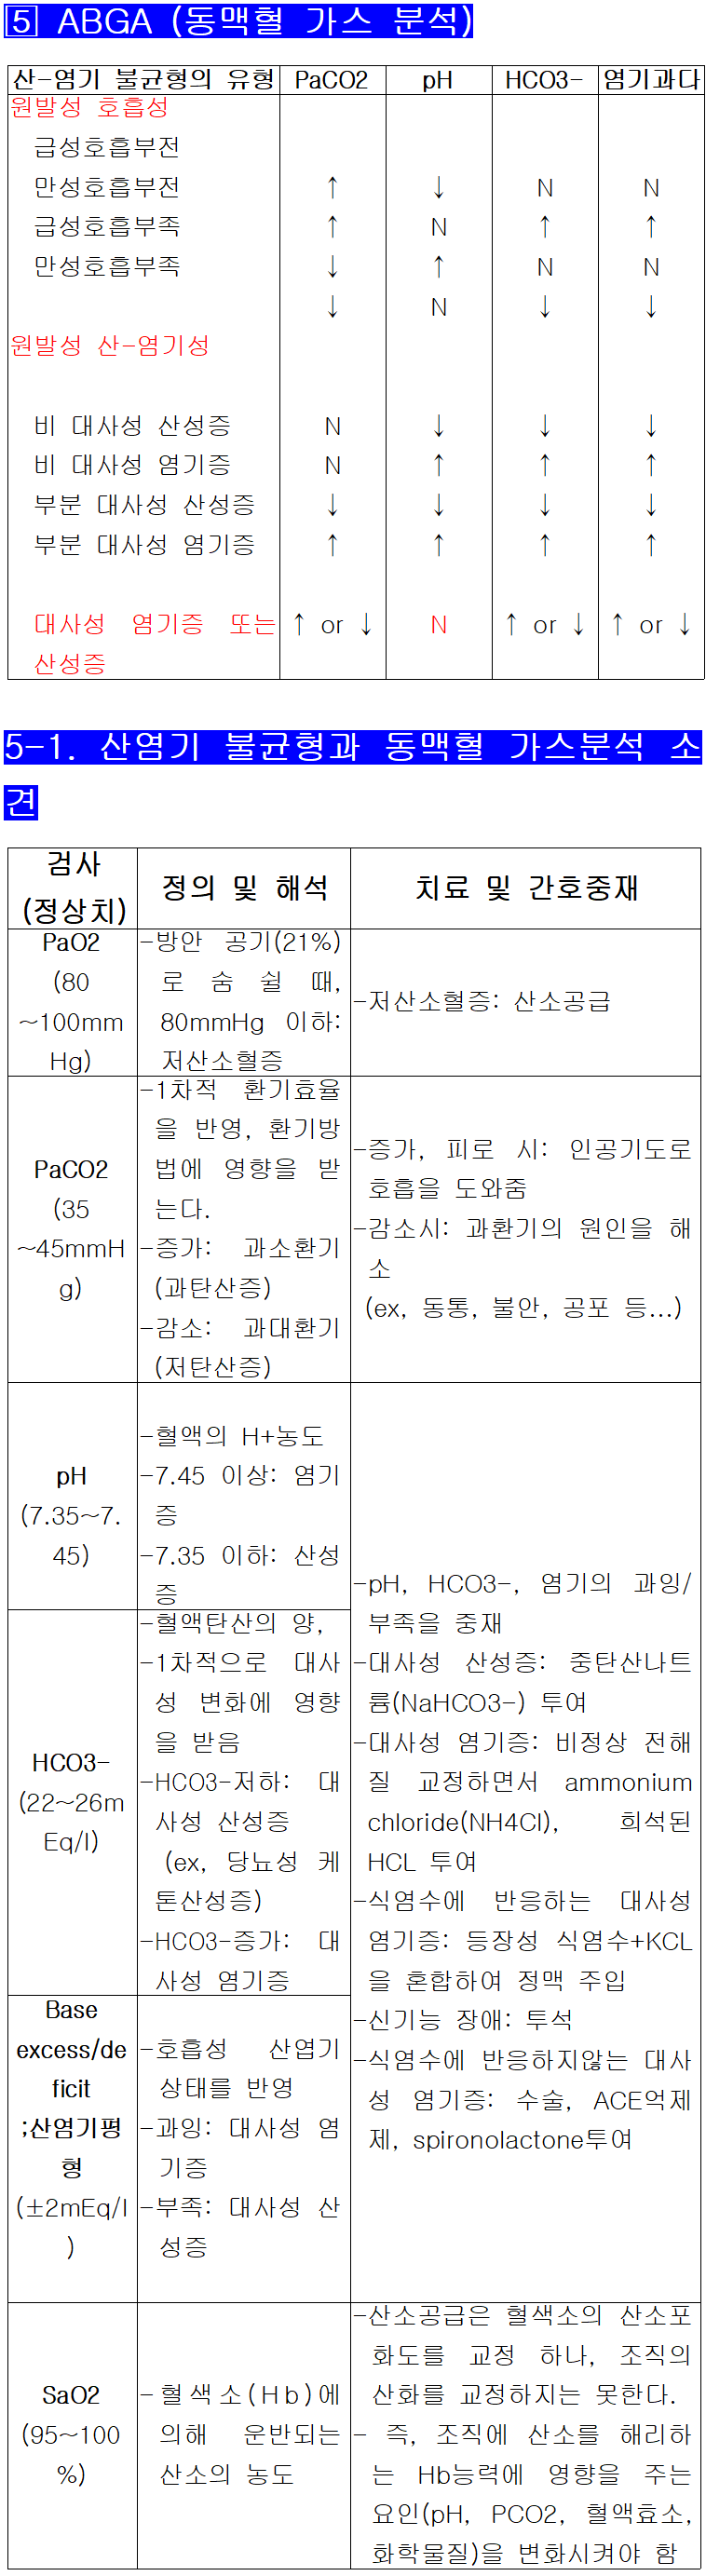 5 ABGA (동맥혈 가스 분석)
산-염기 불균형의 유형 PaCO2 pH HCO3- 염기과다
원발성 호흡성
급성호흡부전
만성호흡부전 ↑ ↓ N N
급성호흡부족 ↑ N ↑ ↑
만성호흡부족 ↓ ↑ N N
↓ N ↓ ↓
원발성 산-염기성
비 대사성 산성증 N ↓ ↓ ↓
비 대사성 염기증 N ↑ ↑ ↑
부분 대사성 산성증 ↓ ↓ ↓ ↓
부분 대사성 염기증 ↑ ↑ ↑ ↑
대사성 염기증 또는 ↑ or ↓ N ↑ or ↓ ↑ or ↓
산성증
5-1. 산염기 불균형과 동맥혈 가스분석 소
견
검사
(정상치)
정의 및 해석
치료 및 간호중재
PaO2
(80
~100mm
Hg)
-방안 공기(21%)
로 숨 쉴 때,
80mmHg 이하:
저산소혈증
-저산소혈증: 산소공급
PaCO2
(35
~45mmH
g)
-1차적 환기효율
을 반영, 환기방
법에 영향을 받
는다.
-증가: 과소환기
(과탄산증)
-감소: 과대환기
(저탄산증)
-증가, 피로 시: 인공기도로
호흡을 도와줌
-감소시: 과환기의 원인을 해
소
(ex, 동통, 불안, 공포 등...)
pH
(7.35~7.
45)
-혈액의 H+농도
-7.45 이상: 염기
증
-7.35 이하: 산성
증
HCO3-
(22~26m
Eq/l)
-혈액탄산의 양,
-1차적으로 대사
성 변화에 영향
을 받음
-HCO3-저하: 대
사성 산성증
(ex, 당뇨성 케
톤산성증)
-HCO3-증가: 대
사성 염기증
Base
excess/de
ficit
;산염기평
형
(±2mEq/l
)
-호흡성 산엽기
상태를 반영
-과잉: 대사성 염
기증
-부족: 대사성 산
성증
-pH, HCO3-, 염기의 과잉/
부족을 중재
-대사성 산성증: 중탄산나트
륨(NaHCO3-) 투여
-대사성 염기증: 비정상 전해
질 교정하면서 ammonium
chloride(NH4Cl), 희석된
HCL 투여
-식염수에 반응하는 대사성
염기증: 등장성 식염수+KCL
을 혼합하여 정맥 주입
-신기능 장애: 투석
-식염수에 반응하지않는 대사
성 염기증: 수술, ACE억제
제, spironolactone투여
SaO2
(95~100
%)
-혈색소(Hb)에
의해 운반되는
산소의 농도
-산소공급은 혈색소의 산소포
화도를 교정 하나, 조직의
산화를 교정하지는 못한다.
- 즉, 조직에 산소를 해리하
는 Hb능력에 영향을 주는
요인(pH, PCO2, 혈액효소,
화학물질)을 변화시켜야 함